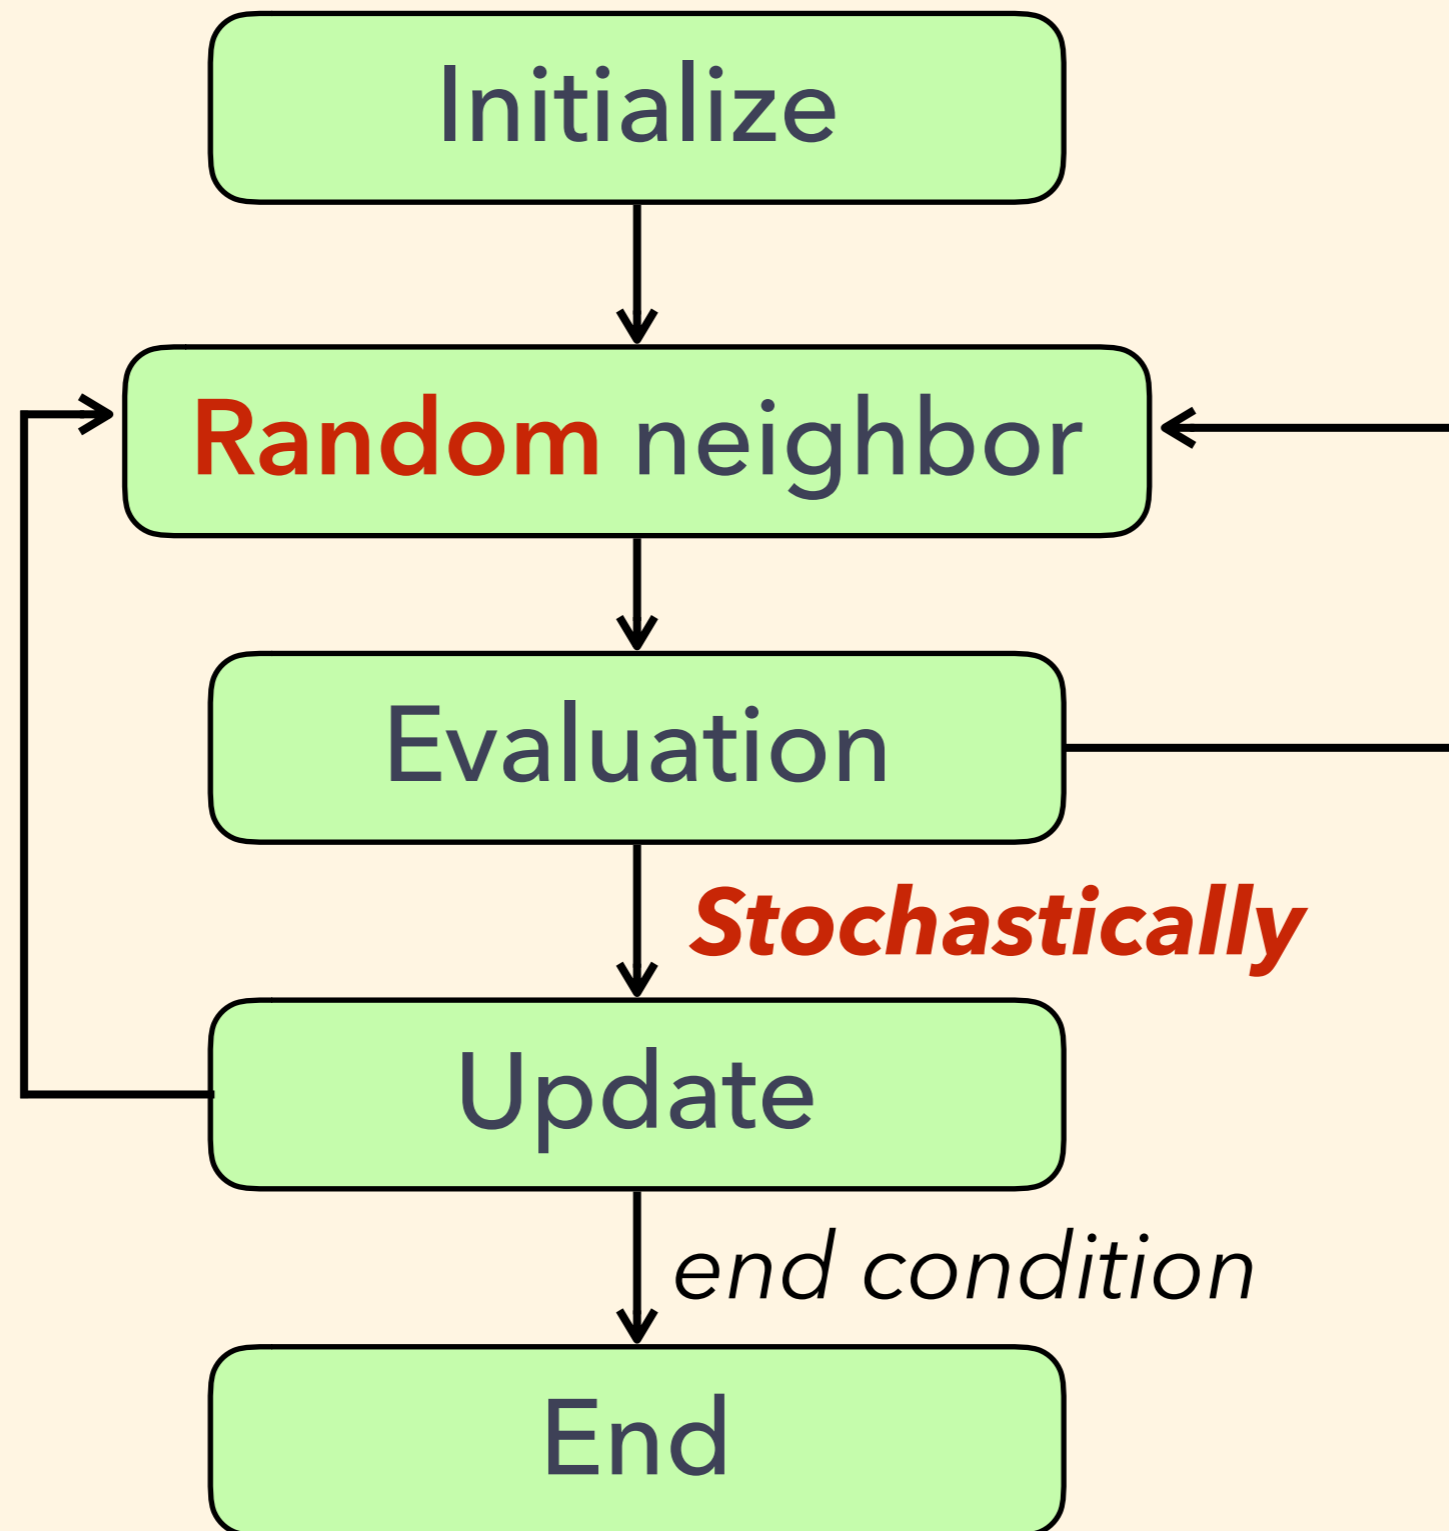 Initialize
Random neighbor
Evaluation
Stochastically
Update
end condition
End